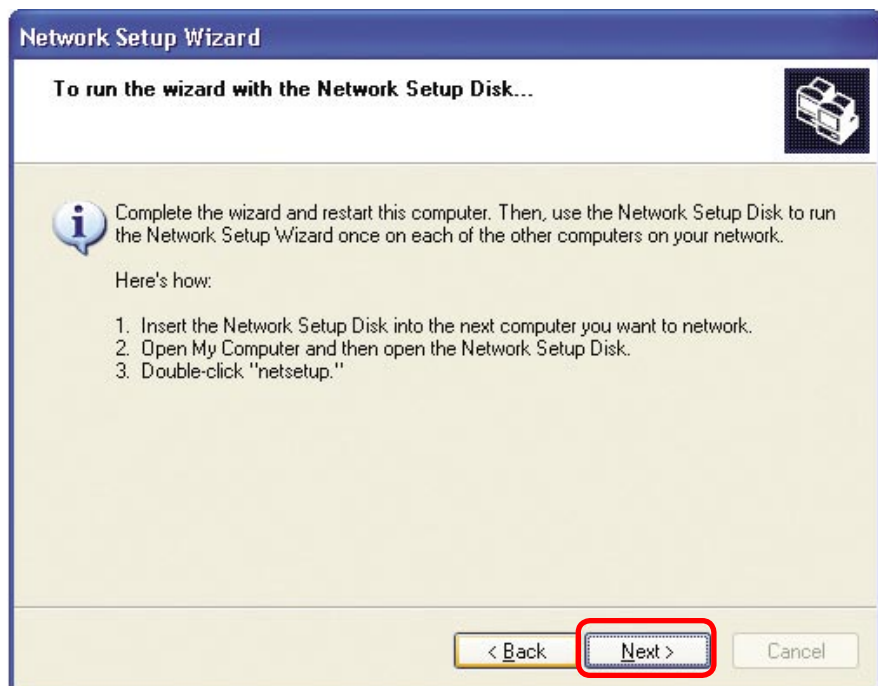 Network Setup Wizard
To run the wizard with the Network Setup Disk...
Complete the wizard and restart this computer. Then, use the Network Setup Disk to run
the Network Setup Wizard once on each of the other computers on your network.
Here's how:
1. Insert the Network Setup Disk into the next computer you want to network.
2. Open My Computer and then open the Network Setup Disk.
3. Double-click "netsetup."
< Back Next > Cancel